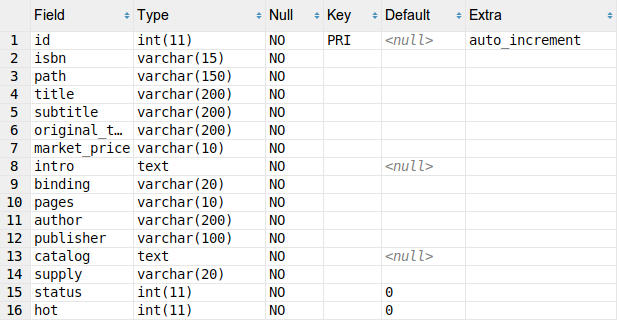 Field Type Null Key Default Extra
1 id int(11) NO PRI <null> auto_increment
2 isbn varchar(15) NO
3 path varchar(150) NO
4 title varchar(200) NO
5 subtitle varchar(200) NO
6 original_t… varchar(200) NO
7 market_price varchar(10) NO
8 intro text NO <null>
9 binding varchar(20) NO
10 pages varchar(10) NO
11 author varchar(200) NO
12 publisher varchar(100) NO
13 catalog text NO <null>
14 supply varchar(20) NO
15 status int(11) NO 0
16 hot int(11) NO 0